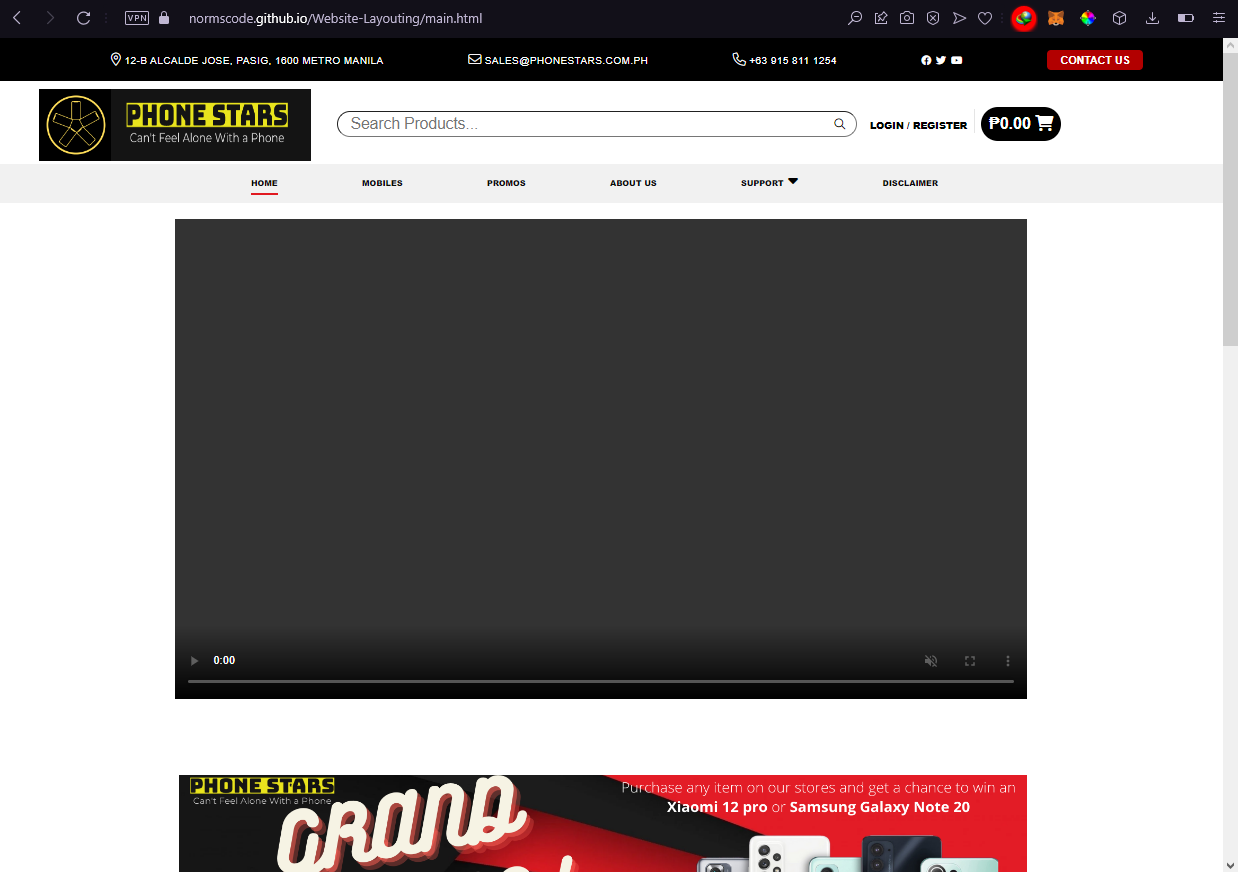 VPN
normscode.github.io/Website-Layouting/main.html
12-B ALCALDE JOSE, PASIG, 1600 METRO MANILA
SALES@PHONESTARS.COM.PH
+63 915 811 1254
CONTACT US
PHONE STARS
Can't Feel Alone With a Phone
Search Products...
LOGIN / REGISTER
₱0.00
HOME
MOBILES
PROMOS
ABOUT US
SUPPORT
DISCLAIMER
0:00
PHONE STARS
Can't Feel Alone With a Phone
GRAND
Purchase any item on our stores and get a chance to win an
Xiaomi 12 pro or Samsung Galaxy Note 20